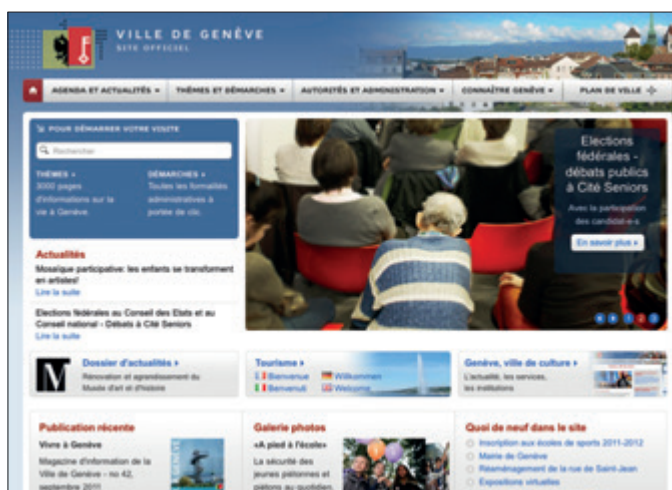 VILLE DE GENÈVE
SITE OFFICIEL
AGENDA ET ACTUALITÉS
THÈMES ET DÉMARCHES
AUTORITÉS ET ADMINISTRATION
CONNAÎTRE GENÈVE
PLAN DE VILLE
POUR DÉMARRER VOTRE VISITE
Rechercher
THÈMES
3000 pages
d'informations sur la
vie à Genève.
DÉMARCHES
Toutes les formalités
administratives à
portée de clic.
Elections
fédérales -
débats publics
à Cité Seniors
Avec la participation
des candidat-e-s
En savoir plus
Actualités
Mosaïque participative: les enfants se transforment
en artistes!
Lire la suite
Elections fédérales au Conseil des Etats et au
Conseil national - Débats à Cité Seniors
Lire la suite
M
Dossier d'actualités
Rénovation et agrandissement du
Musée d'art et d'histoire
Tourisme
Bienvenue
Willkommen
Benvenuti
Welcome
Genève, ville de culture
L'actualité, les services,
les institutions.
Publication récente
Vivre à Genève
Magazine d'information de la
Ville de Genève - no 42,
septembre 2011
GENÈVE
Galerie photos
«A pied à l'école»
La sécurité des
jeunes piétonnes et
piétons au quotidien.
Quoi de neuf dans le site
Inscription aux écoles de sports 2011-2012
Mairie de Genève
Réaménagement de la rue de Saint-Jean
Expositions virtuelles